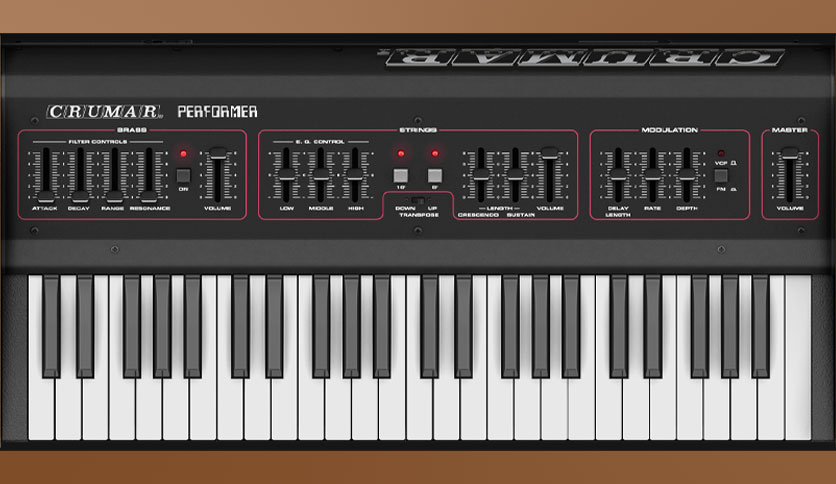 CRUMAR
CRUMAR PERFORMER
BRASS
STRINGS
MODULATION
MASTER
FILTER CONTROLS
E. Q. CONTROL
VCF
ON
16'
8'
FM
ATTACK DECAY RANGE RESONANCE
VOLUME
LOW MIDDLE HIGH
DOWN UP
TRANSPOSE
LENGTH
CRESCENDO SUSTAIN
VOLUME
DELAY
LENGTH
RATE
DEPTH
VOLUME